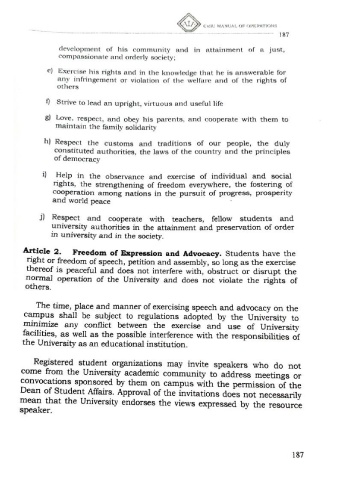 MANUAL OF OPERATIONS
187
development of his community and in attainment of a just,
compassionate and orderly society;
e) Exercise his rights and in the knowledge that he is answerable for
any infringement or violation of the welfare and of the rights of
others
f) Strive to lead an upright, virtuous and useful life
g) Love, respect, and obey his parents, and cooperate with them to
maintain the family solidarity
h) Respect the customs and traditions of our people, the duly
constituted authorities, the laws of the country and the principles
of democracy
i) Help in the observance and exercise of individual and social
rights, the strengthening of freedom everywhere, the fostering of
cooperation among nations in the pursuit of progress, prosperity
and world peace
j) Respect and cooperate with teachers, fellow students and
university authorities in the attainment and preservation of order
in university and in the society.
Article 2. Freedom of Expression and Advocacy. Students have the
right or freedom of speech, petition and assembly, so long as the exercise
thereof is peaceful and does not interfere with, obstruct or disrupt the
normal operation of the University and does not violate the rights of
others.
The time, place and manner of exercising speech and advocacy on the
campus shall be subject to regulations adopted by the University to
minimize any conflict between the exercise and use of University
facilities, as well as the possible interference with the responsibilities of
the University as an educational institution.
Registered student organizations may invite speakers who do not
come from the University academic community to address meetings or
convocations sponsored by them on campus with the permission of the
Dean of Student Affairs. Approval of the invitations does not necessarily
mean that the University endorses the views expressed by the resource
speaker.
187